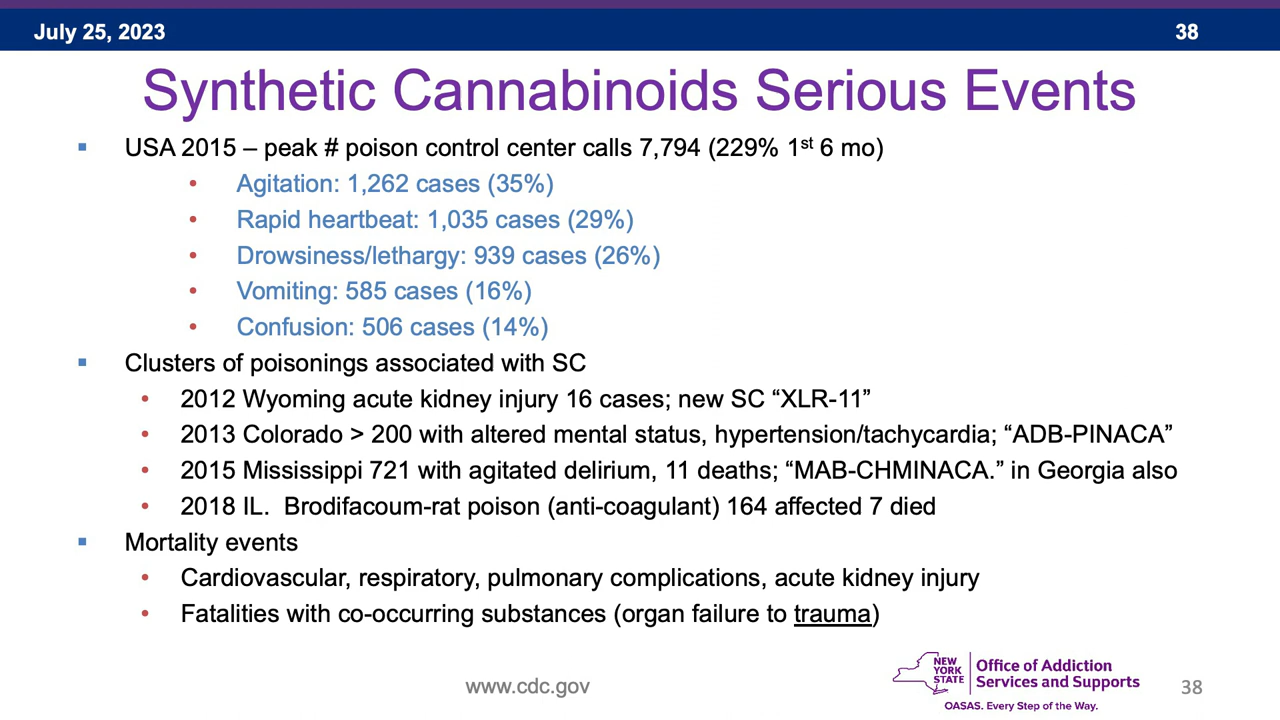 July 25, 2023 38
Synthetic Cannabinoids Serious Events
▪ USA 2015 – peak # poison control center calls 7,794 (229% 1st 6 mo)
• Agitation: 1,262 cases (35%)
• Rapid heartbeat: 1,035 cases (29%)
• Drowsiness/lethargy: 939 cases (26%)
• Vomiting: 585 cases (16%)
• Confusion: 506 cases (14%)
▪ Clusters of poisonings associated with SC
• 2012 Wyoming acute kidney injury 16 cases; new SC “XLR-11”
• 2013 Colorado > 200 with altered mental status, hypertension/tachycardia; “ADB-PINACA”
• 2015 Mississippi 721 with agitated delirium, 11 deaths; “MAB-CHMINACA.” in Georgia also
• 2018 IL. Brodifacoum-rat poison (anti-coagulant) 164 affected 7 died
▪ Mortality events
• Cardiovascular, respiratory, pulmonary complications, acute kidney injury
• Fatalities with co-occurring substances (organ failure to trauma)
www.cdc.gov
NEW
YORK
STATE
Office of Addiction
Services and Supports
OASAS. Every Step of the Way.
38